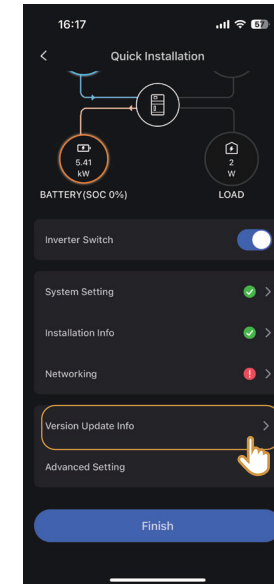 16:17
57
Quick Installation
5.41
kW
2
W
BATTERY(SOC 0%)
LOAD
Inverter Switch
System Setting
Installation Info
Networking
!
Version Update Info
Advanced Setting
Finish